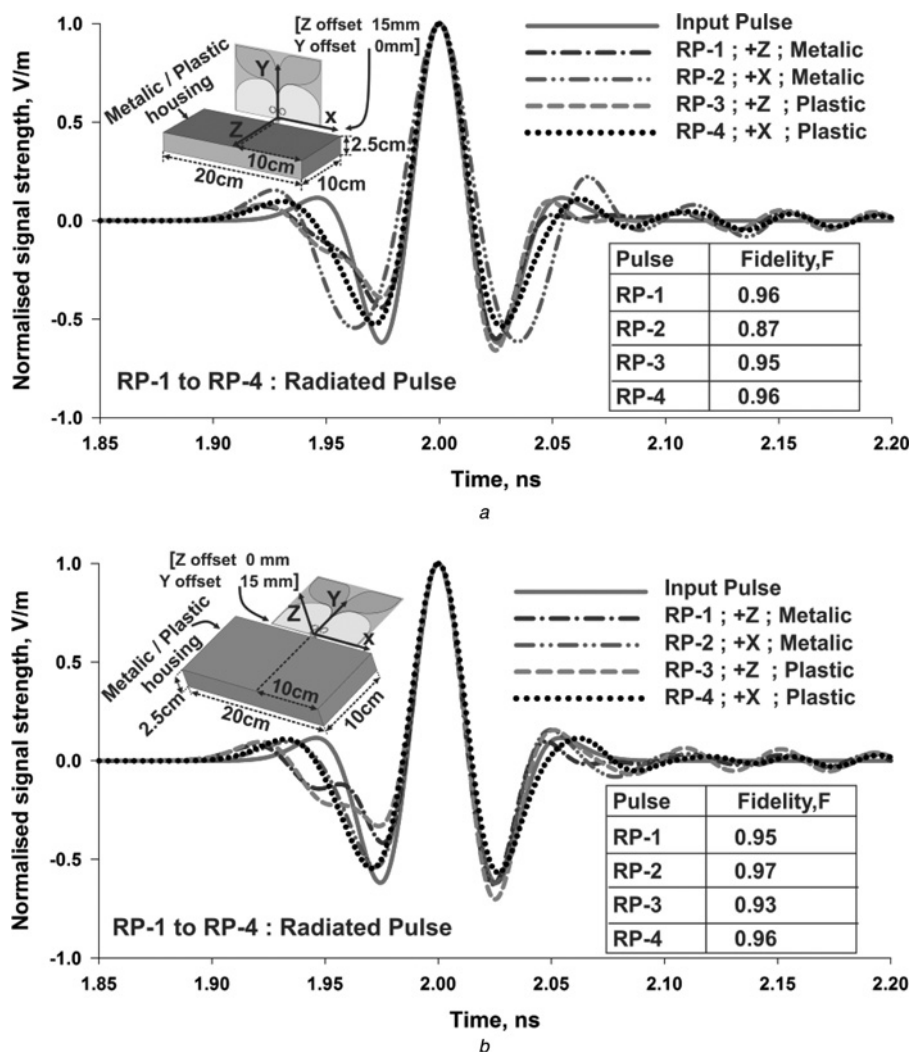 1.0
0.5
0.0
-0.5
-1.0
Normalised signal strength, V/m
[Z offset 15mm
Y offset 0mm]
Metallic / Plastic
housing
Y
Z
x
10cm
20cm
10cm
2.5cm
Input Pulse
RP-1 ; +Z ; Metalic
RP-2 ; +X ; Metalic
RP-3 ; +Z ; Plastic
RP-4 ; +X ; Plastic
Pulse Fidelity,F
RP-1 0.96
RP-2 0.87
RP-3 0.95
RP-4 0.96
RP-1 to RP-4 : Radiated Pulse
1.85 1.90 1.95 2.00 2.05 2.10 2.15 2.20
Time, ns
a
1.0
0.5
0.0
-0.5
-1.0
Normalised signal strength, V/m
[Z offset 0 mm
Y offset 15 mm]
Metallic / Plastic
housing
Z
Y
x
10cm
2.5cm
20cm
10cm
Input Pulse
RP-1 ; +Z ; Metalic
RP-2 ; +X ; Metalic
RP-3 ; +Z ; Plastic
RP-4 ; +X ; Plastic
Pulse Fidelity,F
RP-1 0.95
RP-2 0.97
RP-3 0.93
RP-4 0.96
RP-1 to RP-4 : Radiated Pulse
1.85 1.90 1.95 2.00 2.05 2.10 2.15 2.20
Time, ns
b